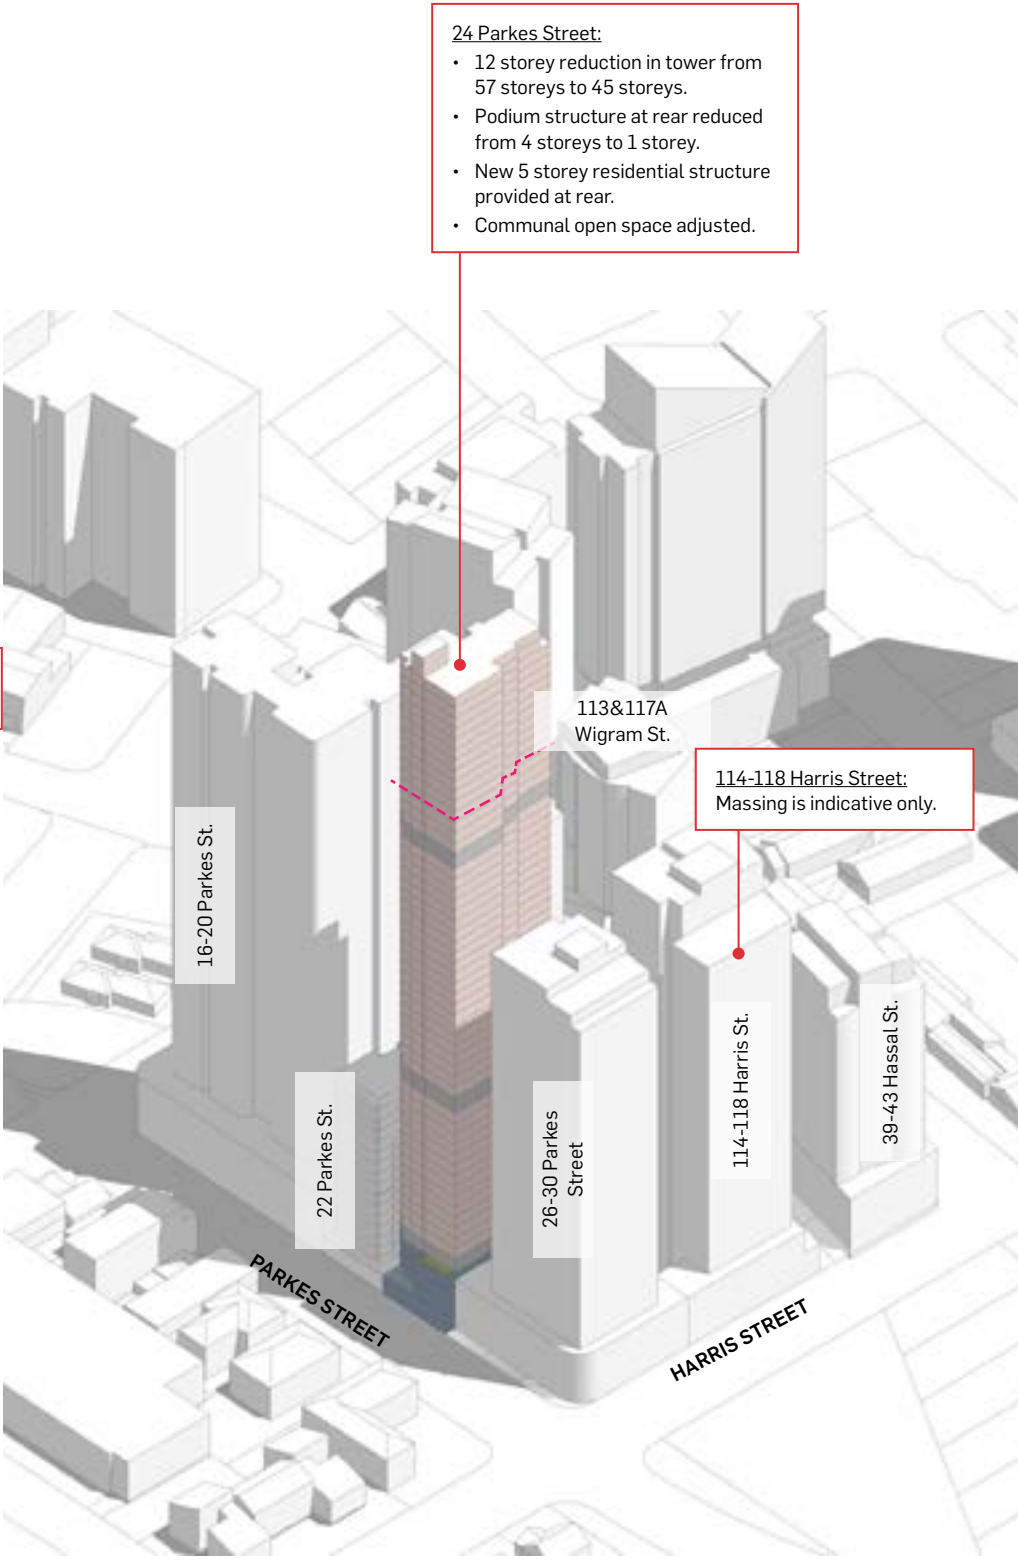 24 Parkes Street:
• 12 storey reduction in tower from
57 storeys to 45 storeys.
• Podium structure at rear reduced
from 4 storeys to 1 storey.
• New 5 storey residential structure
provided at rear.
• Communal open space adjusted.
113&117A
Wigram St.
114-118 Harris Street:
Massing is indicative only.
16-20 Parkes St.
22 Parkes St.
26-30 Parkes
Street
114-118 Harris St.
39-43 Hassal St.
PARKES STREET
HARRIS STREET